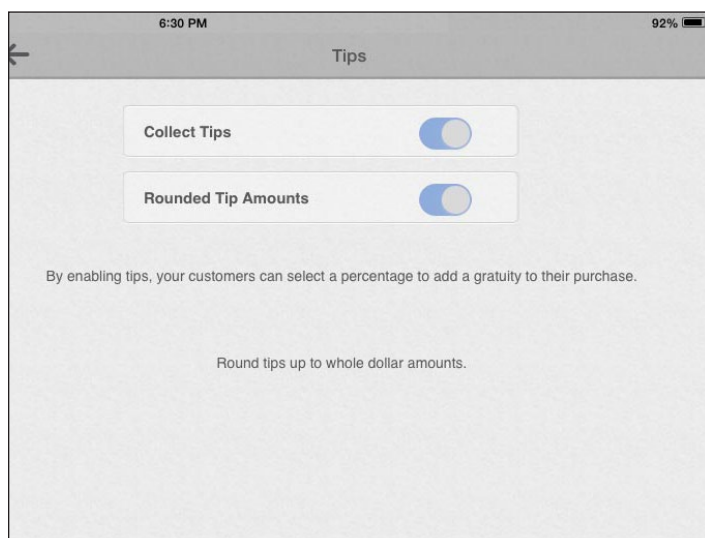 6:30 PM 92%
Tips
Collect Tips
Rounded Tip Amounts
By enabling tips, your customers can select a percentage to add a gratuity to their purchase.
Round tips up to whole dollar amounts.